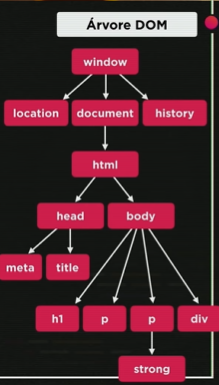 Árvore DOM
window
location document history
html
head body
meta title
h1 p p div
strong